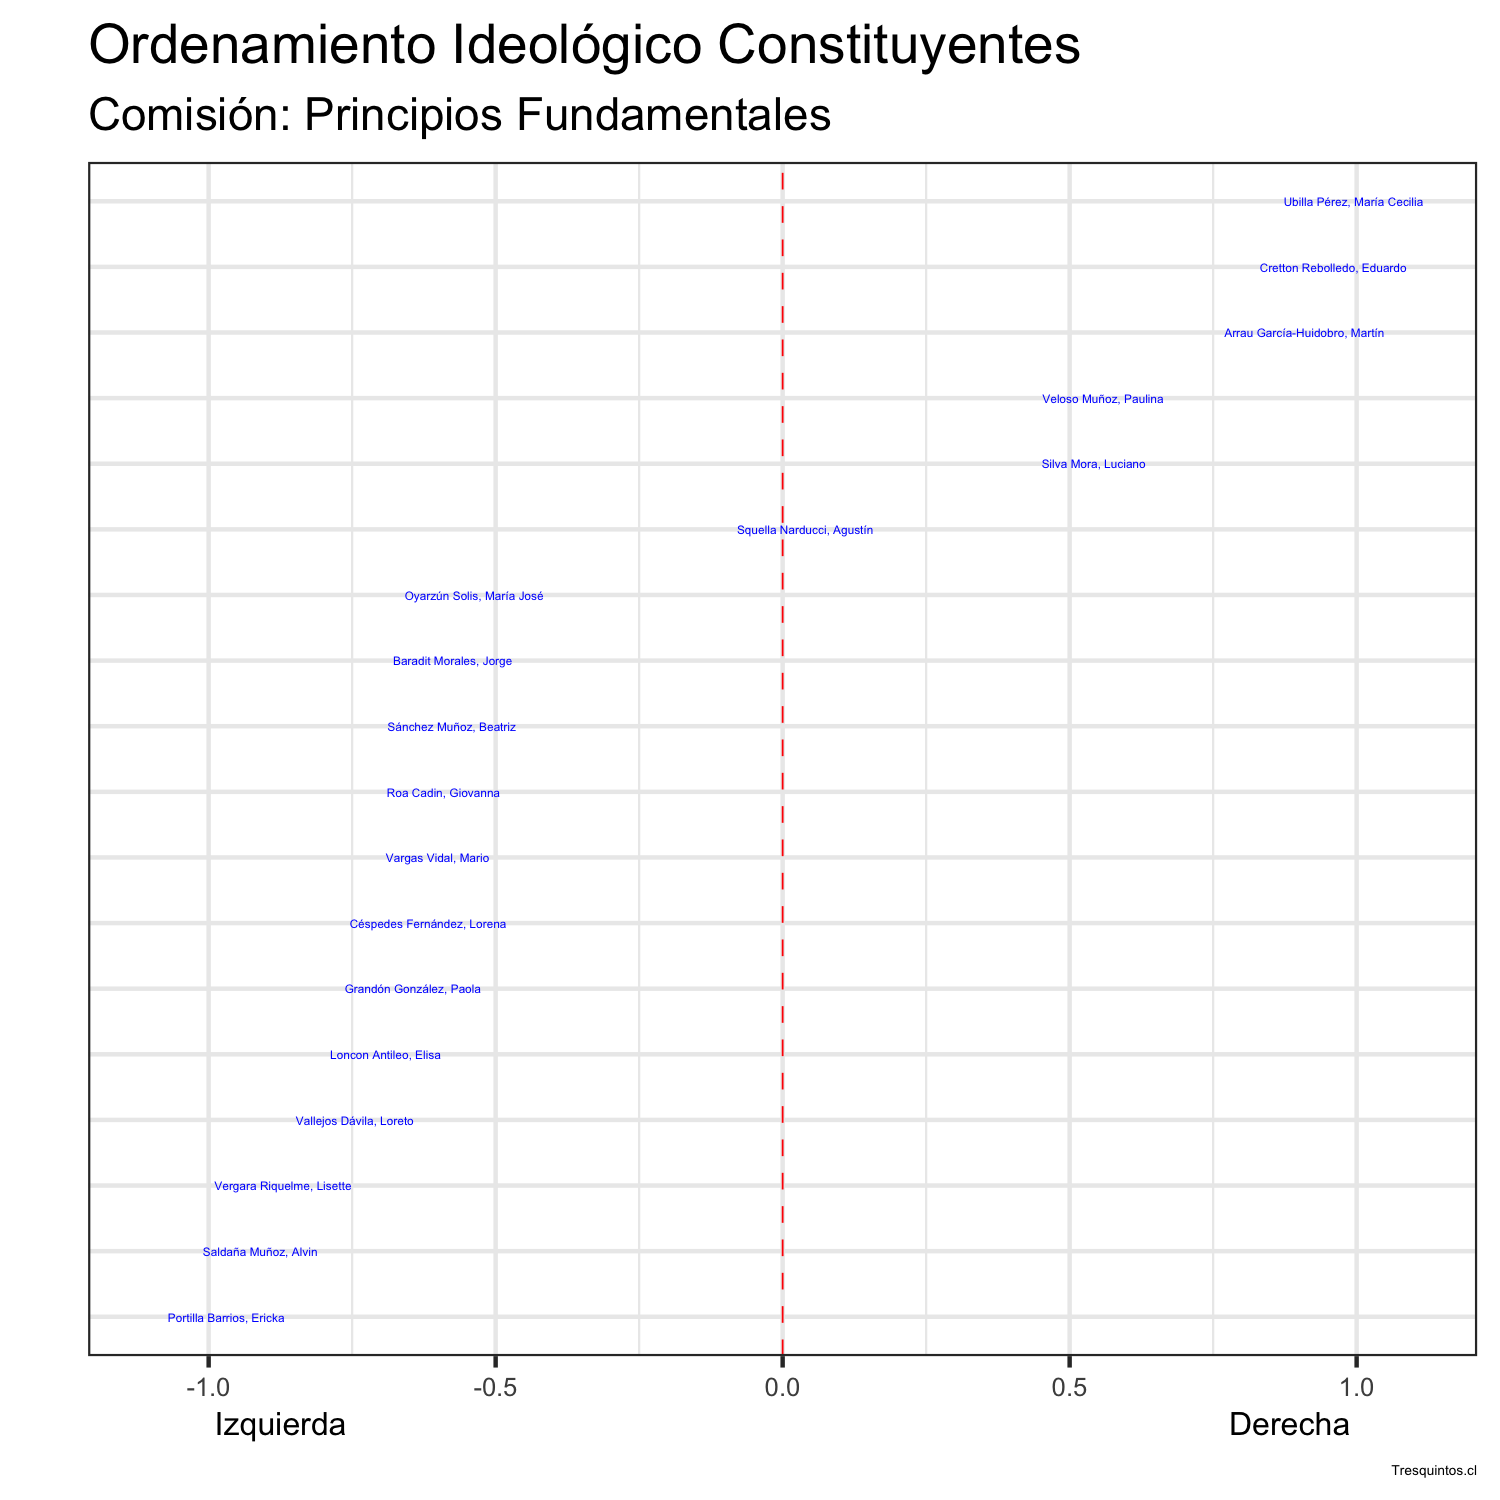 Ordenamiento Ideológico Constituyentes
Comisión: Principios Fundamentales
Ubilla Pérez, María Cecilia
Cretton Rebolledo, Eduardo
Arrau García-Huidobro, Martín
Veloso Muñoz, Paulina
Silva Mora, Luciano
Squella Narducci, Agustín
Oyarzún Solis, María José
Baradit Morales, Jorge
Sánchez Muñoz, Beatriz
Roa Cadin, Giovanna
Vargas Vidal, Mario
Céspedes Fernández, Lorena
Grandón González, Paola
Loncon Antileo, Elisa
Vallejos Dávila, Loreto
Vergara Riquelme, Lisette
Saldaña Muñoz, Alvin
Portilla Barrios, Ericka
-1.0 -0.5 0.0 0.5 1.0
Izquierda Derecha
Tresquintos.cl